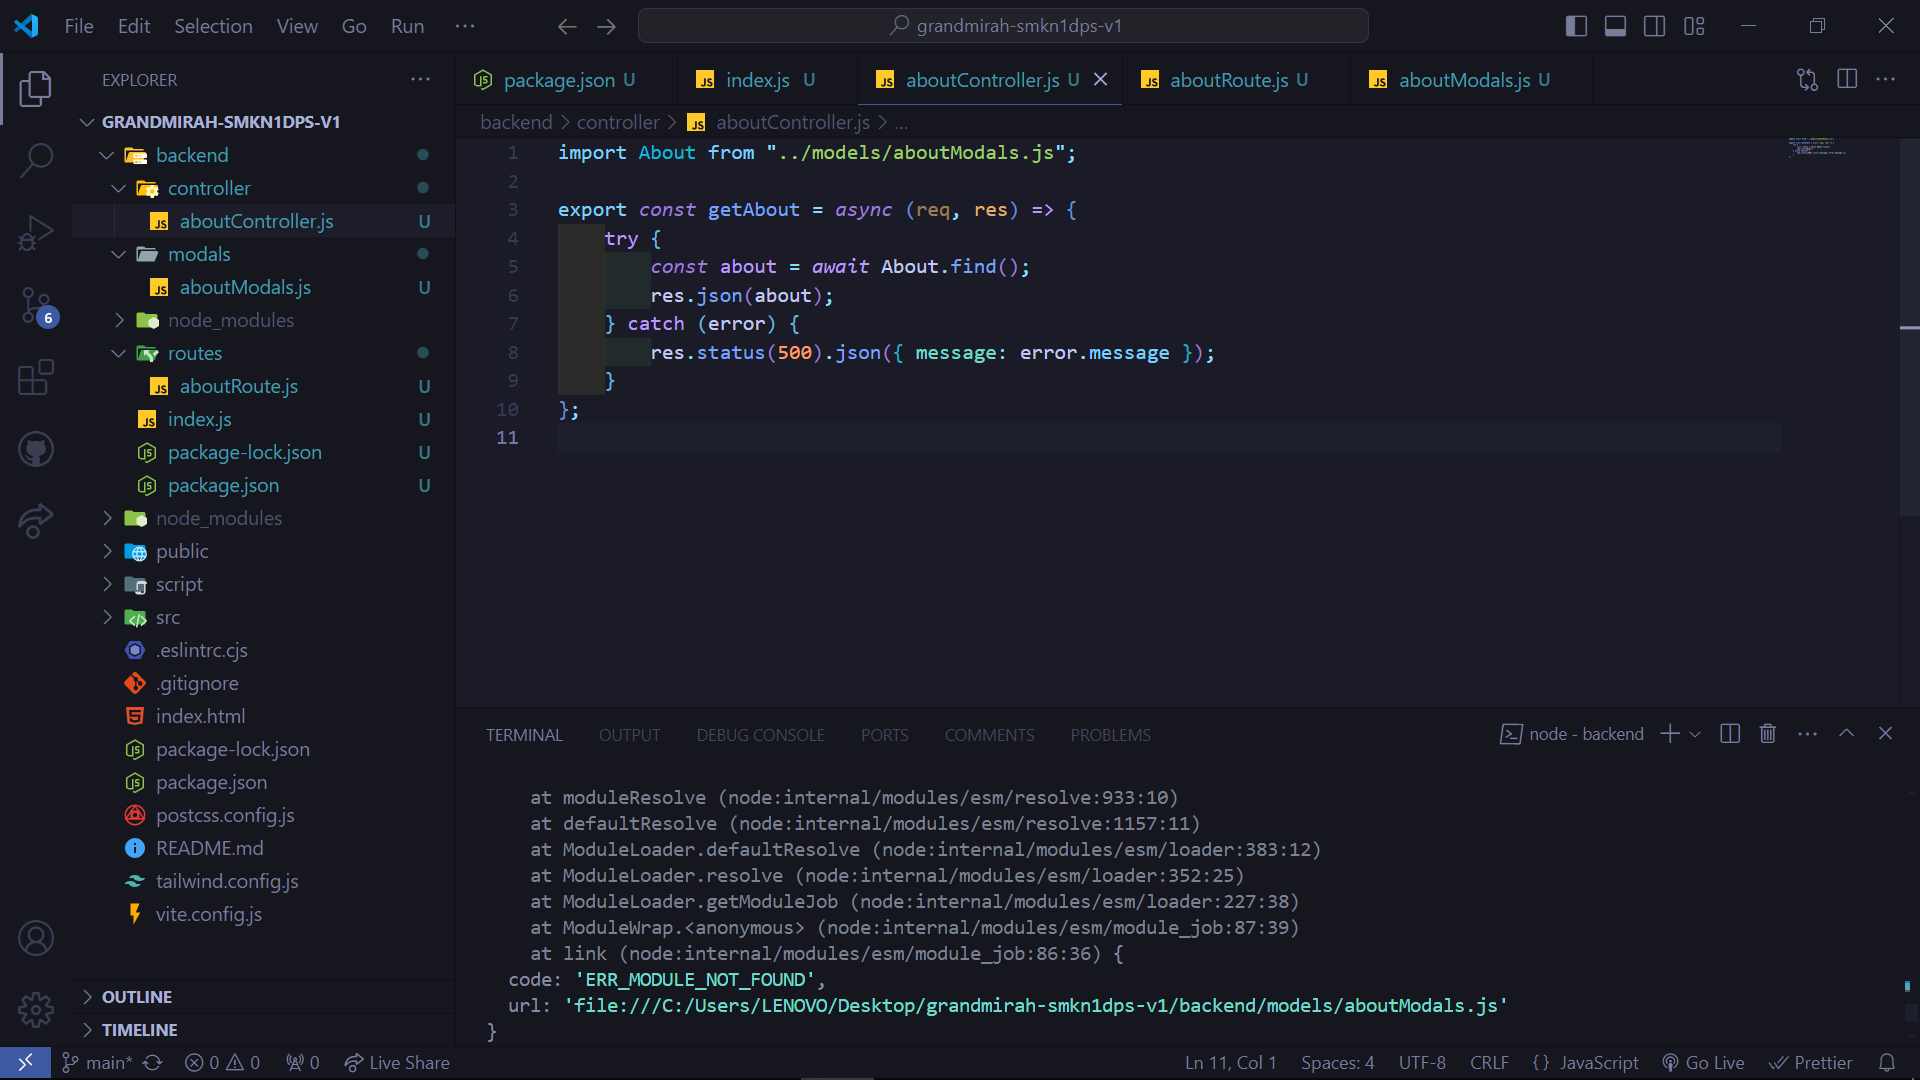 File Edit Selection View Go Run ...
grandmirah-smkn1dps-v1
EXPLORER ...
GRANDMIRAH-SMKN1DPS-V1
backend
controller
aboutController.js U
modals
aboutModals.js U
node_modules
routes
aboutRoute.js U
index.js U
package-lock.json U
package.json U
node_modules
public
script
src
.eslintrc.cjs
.gitignore
index.html
package-lock.json
package.json
postcss.config.js
README.md
tailwind.config.js
vite.config.js
OUTLINE
TIMELINE
6
package.json U index.js U aboutController.js U aboutRoute.js U aboutModals.js U
backend > controller > JS aboutController.js > ...
1 import About from "../models/aboutModals.js";
2
3 export const getAbout = async (req, res) => {
4 try {
5 const about = await About.find();
6 res.json(about);
7 } catch (error) {
8 res.status(500).json({ message: error.message });
9 }
10 };
11
TERMINAL OUTPUT DEBUG CONSOLE PORTS COMMENTS PROBLEMS node - backend
at moduleResolve (node:internal/modules/esm/resolve:933:10)
at defaultResolve (node:internal/modules/esm/resolve:1157:11)
at ModuleLoader.defaultResolve (node:internal/modules/esm/loader:383:12)
at ModuleLoader.resolve (node:internal/modules/esm/loader:352:25)
at ModuleLoader.getModuleJob (node:internal/modules/esm/loader:227:38)
at ModuleWrap.<anonymous> (node:internal/modules/esm/module_job:87:39)
at link (node:internal/modules/esm/module_job:86:36) {
code: 'ERR_MODULE_NOT_FOUND',
url: 'file:///C:/Users/LENOVO/Desktop/grandmirah-smkn1dps-v1/backend/models/aboutModals.js'
}
main* 0 0 0 Live Share Ln 11, Col 1 Spaces: 4 UTF-8 CRLF {} JavaScript Go Live Prettier